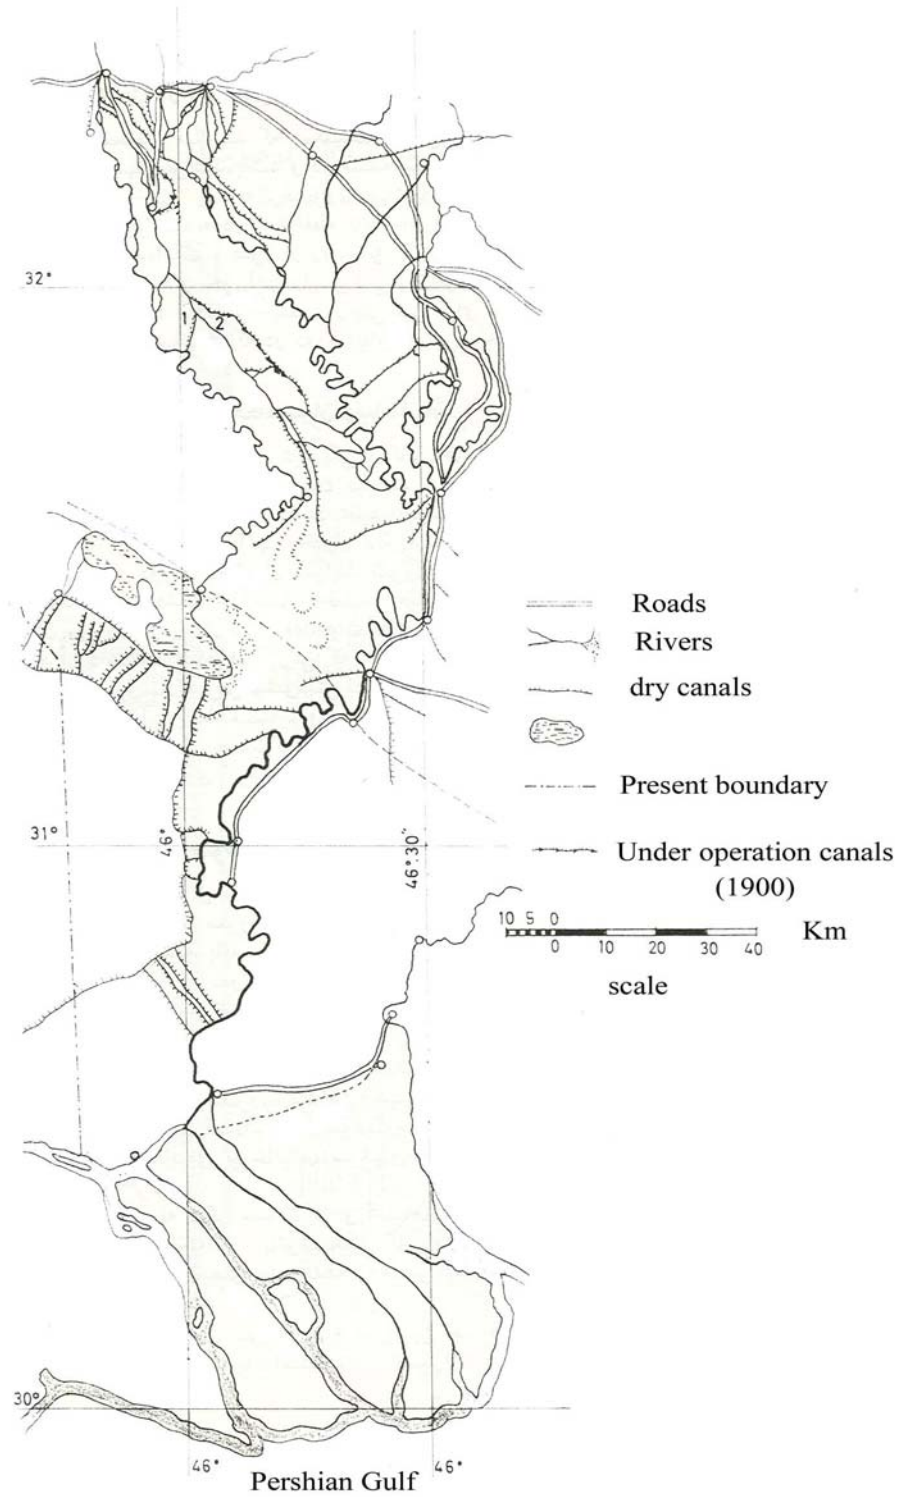 32°
1
2
31°
46°
46°.30'
Roads
Rivers
dry canals
Present boundary
Under operation canals
(1900)
10 5 0
0 10 20 30 40
Km
scale
30°
46°
46°
Pershian Gulf